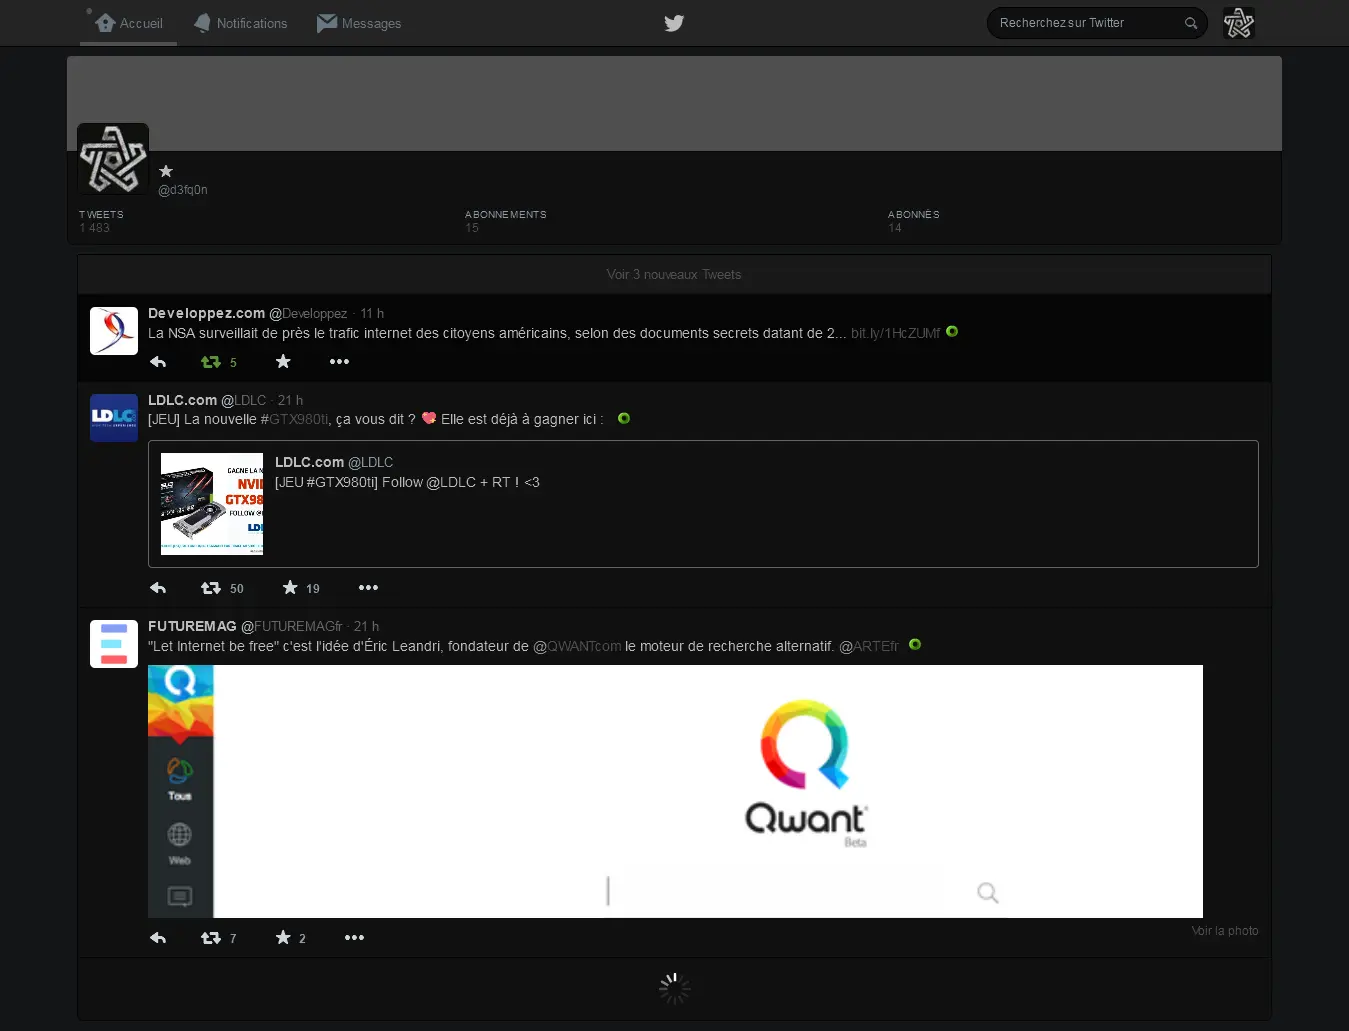 Accueil Notifications Messages Recherchez sur Twitter
@d3fq0n
TWEETS ABONNEMENTS ABONNÉS
1 483 15 14
Voir 3 nouveaux Tweets
Developpez.com @Developpez · 11 h
La NSA surveillait de près le trafic internet des citoyens américains, selon des documents secrets datant de 2... bit.ly/1HcZUMf
5
LDLC.com @LDLC · 21 h
[JEU] La nouvelle #GTX980ti, ça vous dit ? 💖 Elle est déjà à gagner ici :
LDLC.com @LDLC
[JEU #GTX980ti] Follow @LDLC + RT ! <3
GAGNE LA N
NVI
GTX98
FOLLOW @
LD
50 19
FUTUREMAG @FUTUREMAGfr · 21 h
"Let Internet be free" c'est l'idée d'Éric Leandri, fondateur de @QWANTcom le moteur de recherche alternatif. @ARTEfr
Tous
Web
Qwant
Beta
7 2
Voir la photo